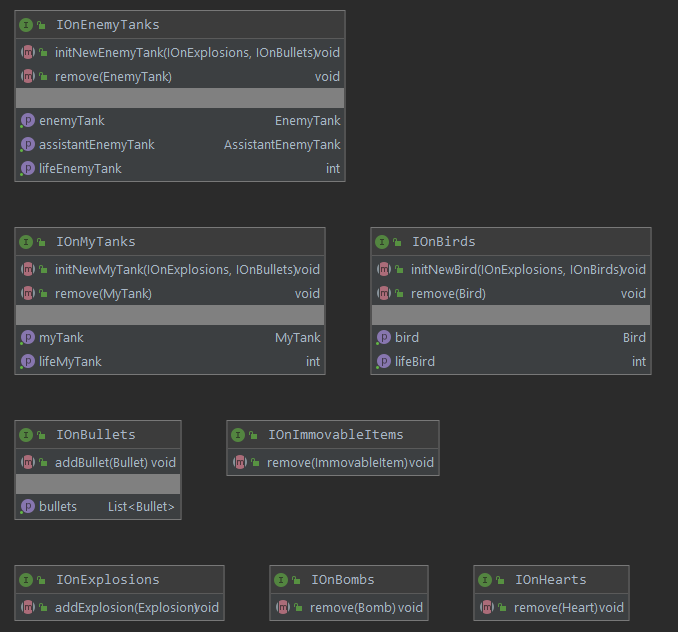 IOnEnemyTanks
initNewEnemyTank(IOnExplosions, IOnBullets) void
remove(EnemyTank) void
enemyTank EnemyTank
assistantEnemyTank AssistantEnemyTank
lifeEnemyTank int
IOnMyTanks
initNewMyTank(IOnExplosions, IOnBullets) void
remove(MyTank) void
myTank MyTank
lifeMyTank int
IOnBirds
initNewBird(IOnExplosions, IOnBirds) void
remove(Bird) void
bird Bird
lifeBird int
IOnBullets
addBullet(Bullet) void
bullets List<Bullet>
IOnImmovableItems
remove(ImmovableItem) void
IOnExplosions
addExplosion(Explosion) void
IOnBombs
remove(Bomb) void
IOnHearts
remove(Heart) void